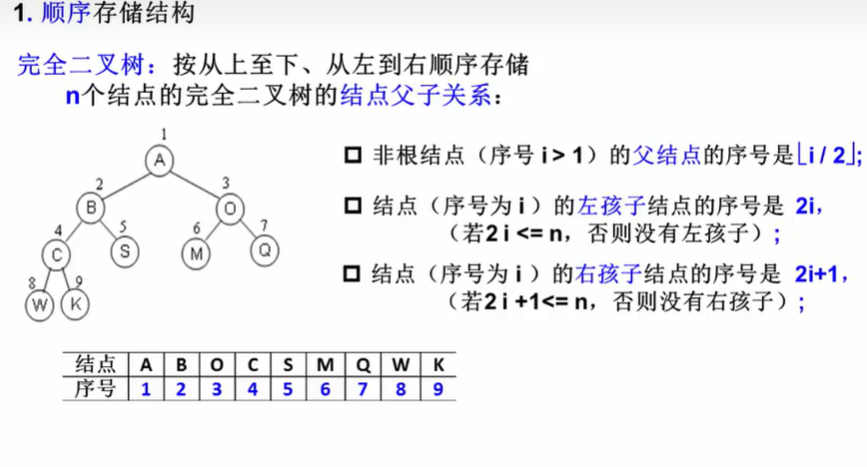 1. 顺序存储结构
完全二叉树：按从上至下、从左到右顺序存储
n个结点的完全二叉树的结点父子关系：
1
A
2 3
B O
4 5 6 7
C S M Q
8 9
W K
非根结点（序号 i > 1）的父结点的序号是⌊i / 2⌋;
结点（序号为 i ）的左孩子结点的序号是 2i，
（若2 i <= n，否则没有左孩子）;
结点（序号为 i ）的右孩子结点的序号是 2i+1，
（若2 i +1<= n，否则没有右孩子）;
结点 A B O C S M Q W K
序号 1 2 3 4 5 6 7 8 9